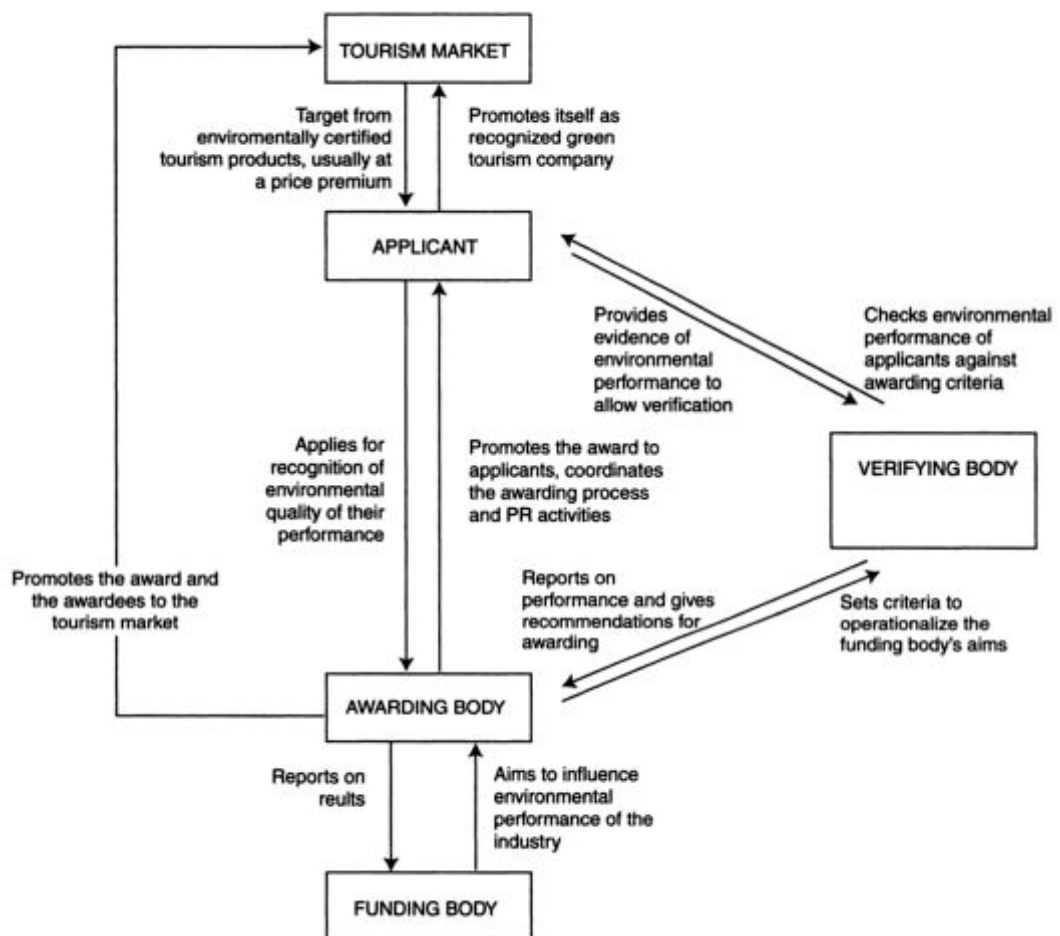 TOURISM MARKET
Target from
enviromentally certified
tourism products, usually at
a price premium
Promotes itself as
recognized green
tourism company
APPLICANT
Provides
evidence of
environmental
performance to
allow verification
Checks environmental
performance of
applicants against
awarding criteria
Applies for
recognition of
environmental
quality of their
performance
Promotes the award to
applicants, coordinates
the awarding process
and PR activities
VERIFYING BODY
Promotes the award and
the awardees to the
tourism market
Reports on
performance and gives
recommendations for
awarding
Sets criteria to
operationalize the
funding body's aims
AWARDING BODY
Reports on
reults
Aims to influence
environmental
performance of the
industry
FUNDING BODY